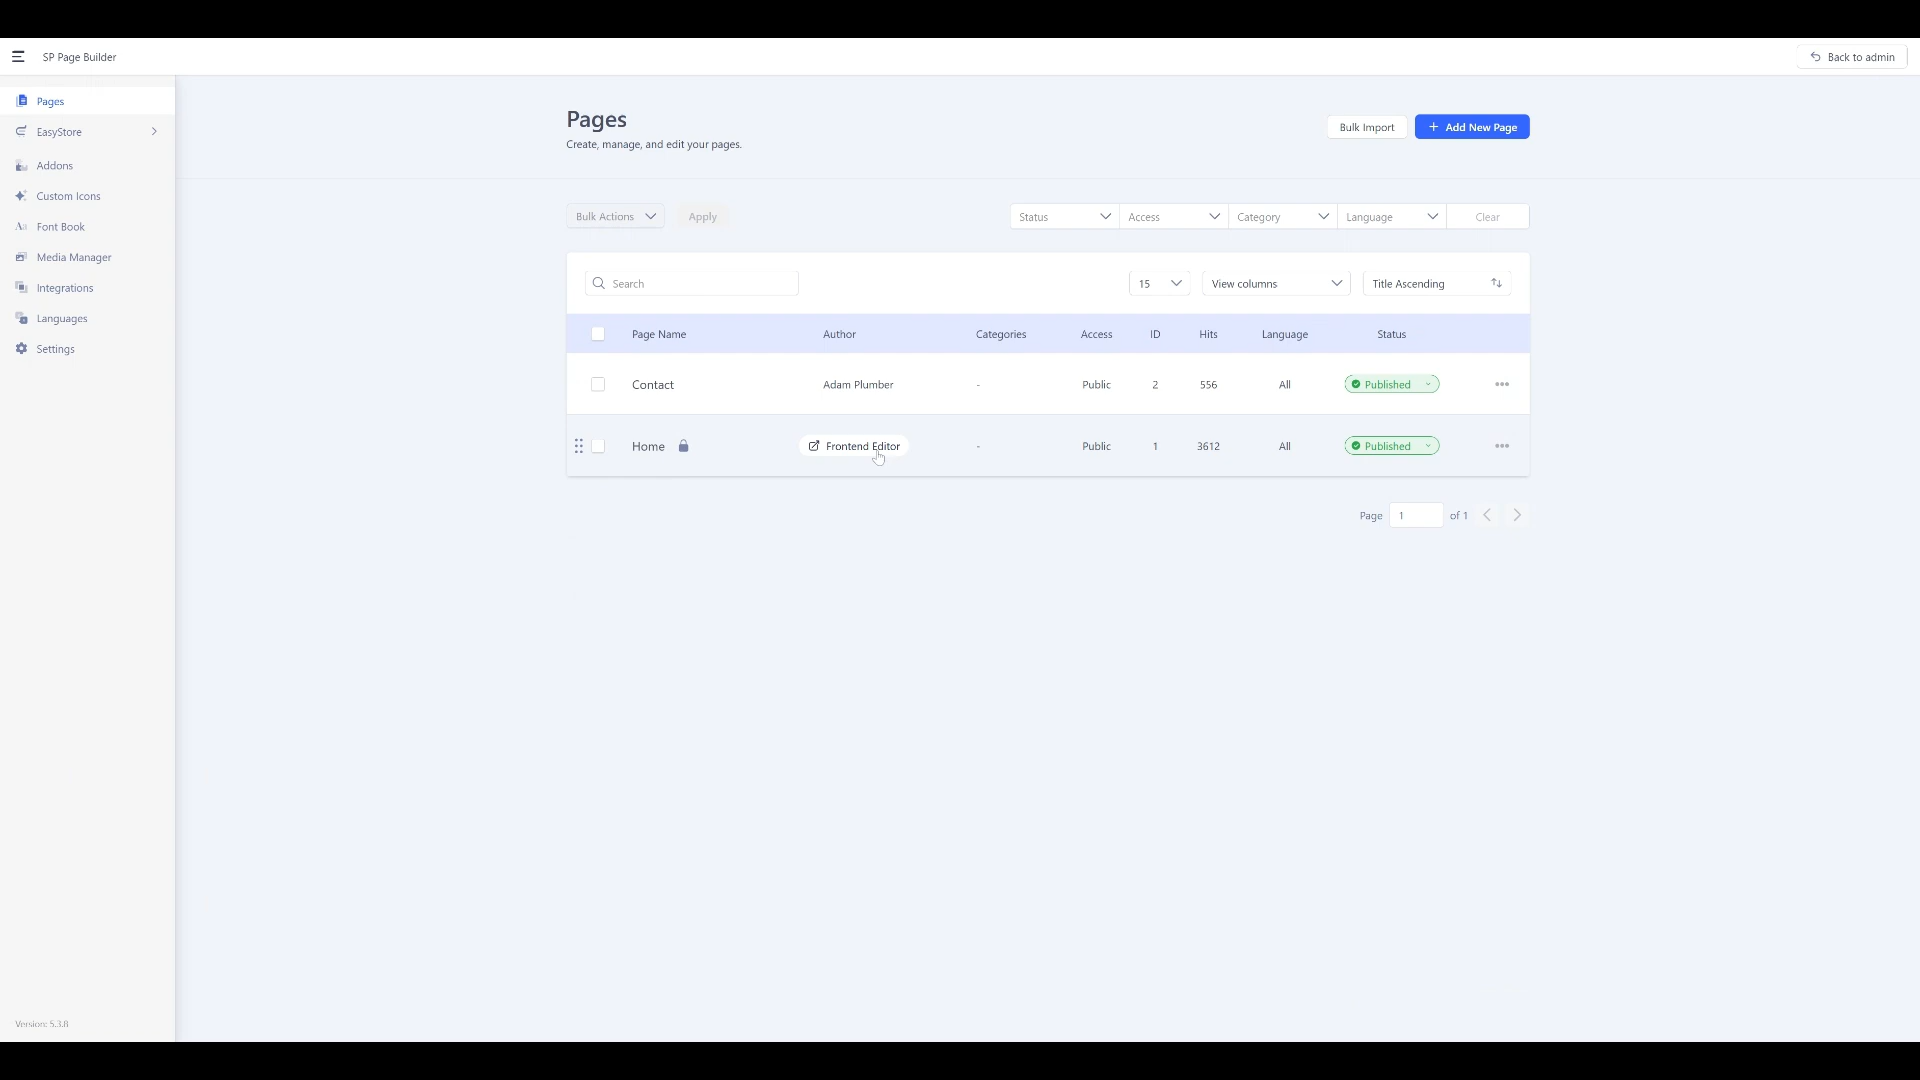 SP Page Builder
Back to admin
Pages
EasyStore
Addons
Custom Icons
Font Book
Media Manager
Integrations
Languages
Settings
Version: 5.3.8
Pages
Create, manage, and edit your pages.
Bulk Import
+ Add New Page
Bulk Actions
Apply
Status
Access
Category
Language
Clear
Search
15
View columns
Title Ascending
Page Name Author Categories Access ID Hits Language Status
Contact Adam Plumber - Public 2 556 All Published
Home Frontend Editor - Public 1 3612 All Published
Page 1 of 1